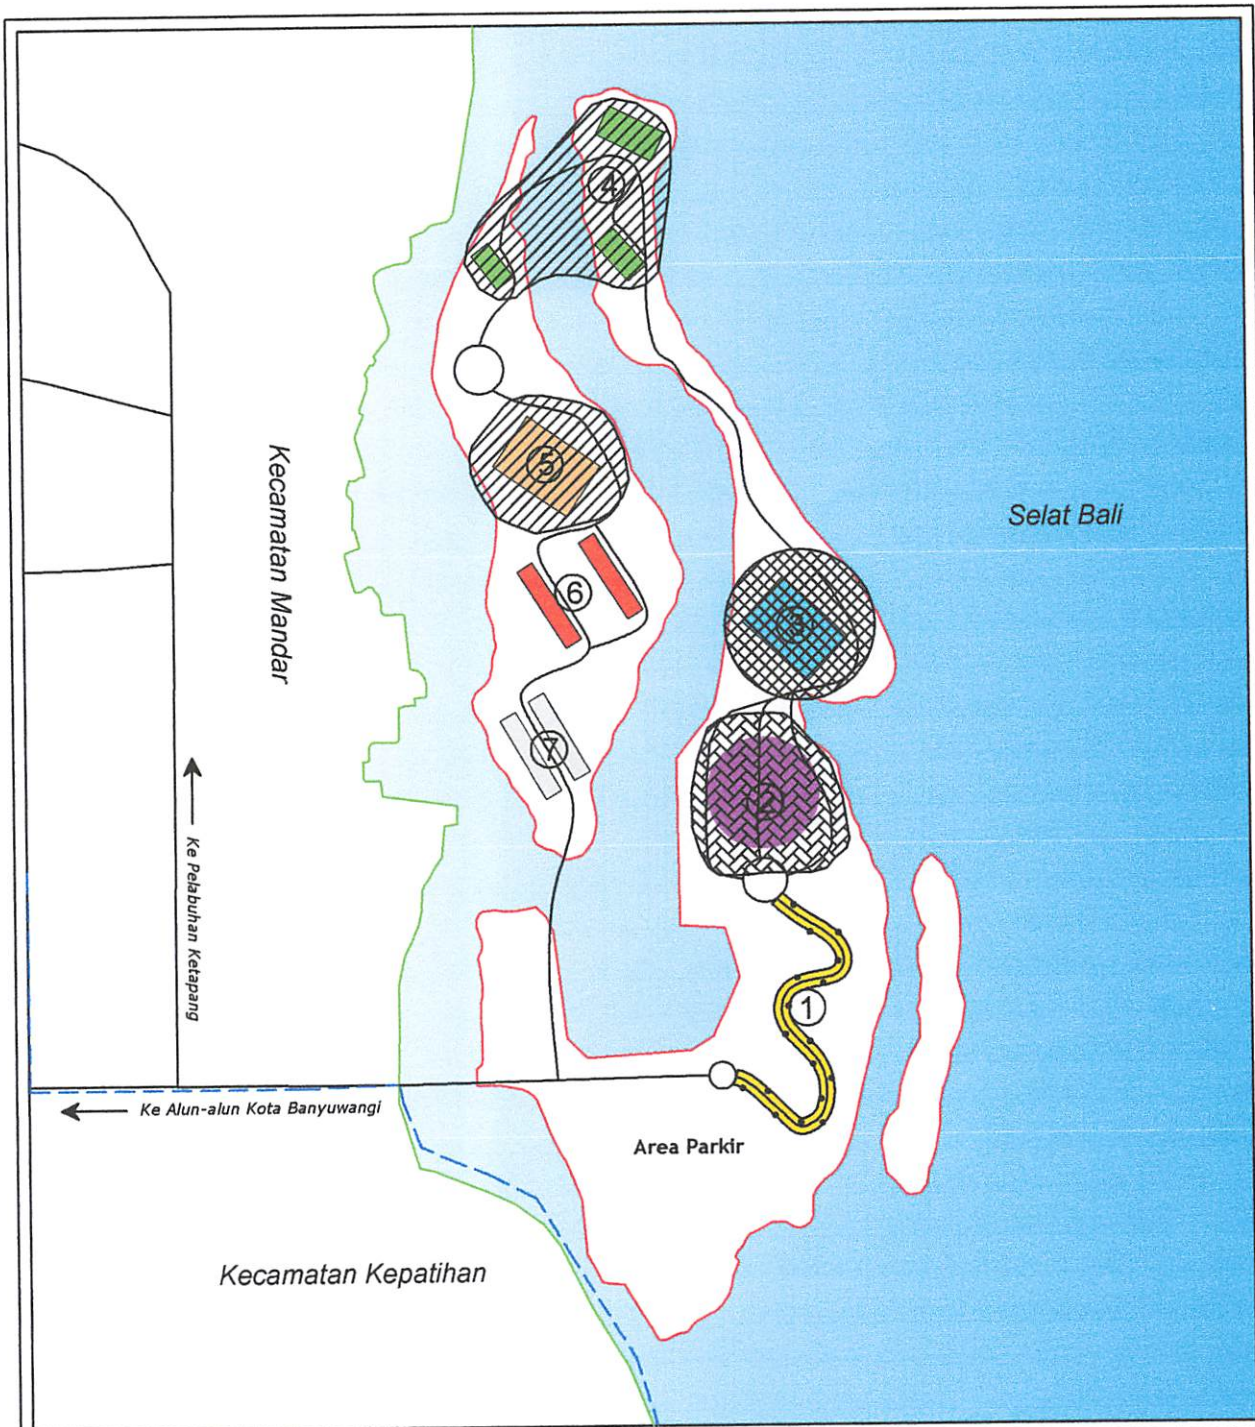 4
5
Selat Bali
Kecamatan Mandar
6
3
7
2
Ke Pelabuhan Ketapang
1
Ke Alun-alun Kota Banyuwangi
Area Parkir
Kecamatan Kepatihan